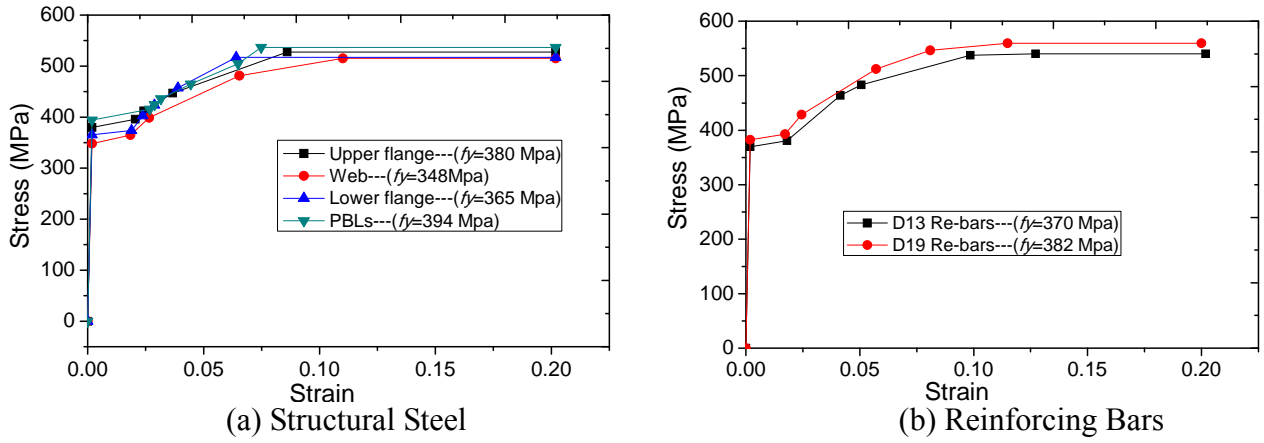 600
500
400
300
200
100
0
Stress (MPa)
Upper flange---(fy=380 Mpa)
Web---(fy=348Mpa)
Lower flange---(fy=365 Mpa)
PBLs---(fy=394 Mpa)
0.00 0.05 0.10 0.15 0.20
Strain
(a) Structural Steel
600
500
400
300
200
100
0
Stress (MPa)
D13 Re-bars---(fy=370 Mpa)
D19 Re-bars---(fy=382 Mpa)
0.00 0.05 0.10 0.15 0.20
Strain
(b) Reinforcing Bars